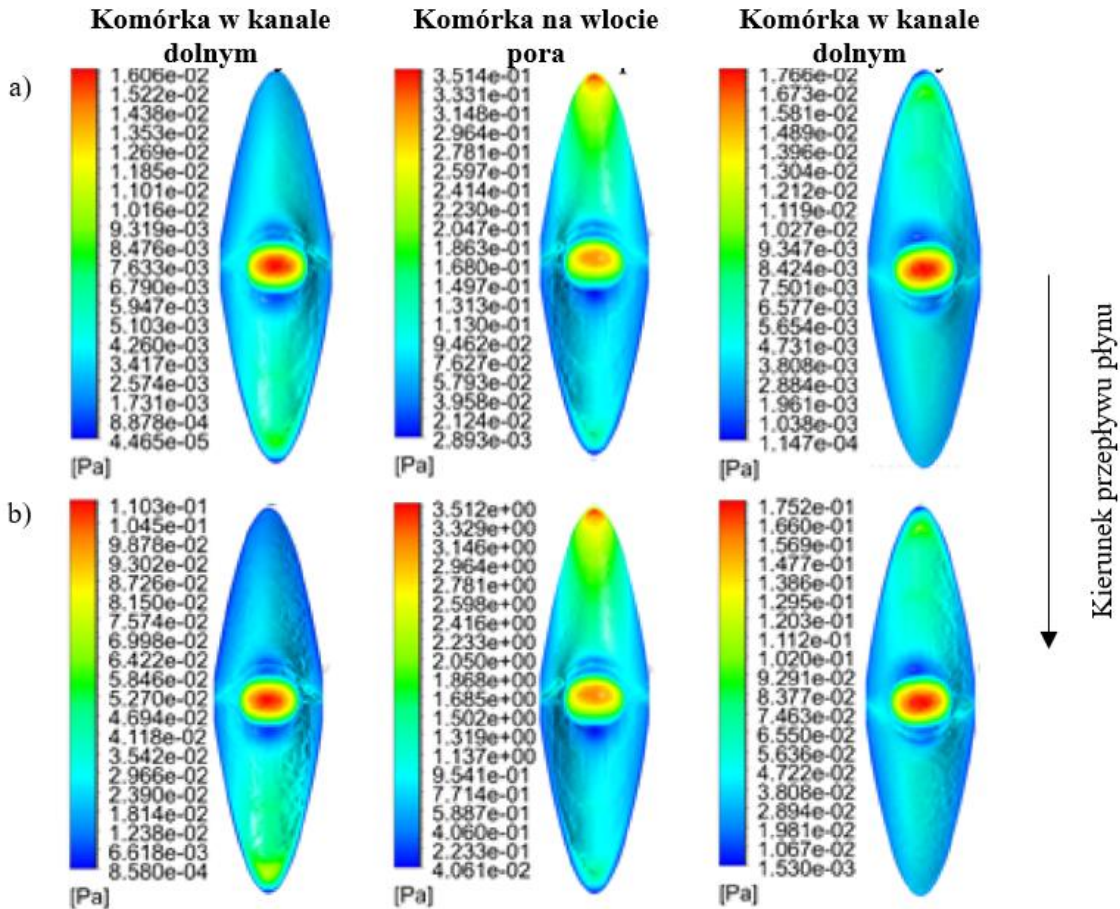 Komórka w kanale
dolnym
Komórka na wlocie
pora
Komórka w kanale
dolnym
a)
1.606e-02
1.522e-02
1.438e-02
1.353e-02
1.269e-02
1.185e-02
1.101e-02
1.016e-02
9.319e-03
8.476e-03
7.633e-03
6.790e-03
5.947e-03
5.103e-03
4.260e-03
3.417e-03
2.574e-03
1.731e-03
8.878e-04
4.465e-05
[Pa]
3.514e-01
3.331e-01
3.148e-01
2.964e-01
2.781e-01
2.597e-01
2.414e-01
2.230e-01
2.047e-01
1.863e-01
1.680e-01
1.497e-01
1.313e-01
1.130e-01
9.462e-02
7.627e-02
5.793e-02
3.958e-02
2.124e-02
2.893e-03
[Pa]
1.766e-02
1.673e-02
1.581e-02
1.489e-02
1.396e-02
1.304e-02
1.212e-02
1.119e-02
1.027e-02
9.347e-03
8.424e-03
7.501e-03
6.577e-03
5.654e-03
4.731e-03
3.808e-03
2.884e-03
1.961e-03
1.038e-03
1.147e-04
[Pa]
b)
1.103e-01
1.045e-01
9.878e-02
9.302e-02
8.726e-02
8.150e-02
7.574e-02
6.998e-02
6.422e-02
5.846e-02
5.270e-02
4.694e-02
4.118e-02
3.542e-02
2.966e-02
2.390e-02
1.814e-02
1.238e-02
6.618e-03
8.580e-04
[Pa]
3.512e+00
3.329e+00
3.146e+00
2.964e+00
2.781e+00
2.598e+00
2.416e+00
2.233e+00
2.050e+00
1.868e+00
1.685e+00
1.502e+00
1.319e+00
1.137e+00
9.541e-01
7.714e-01
5.887e-01
4.060e-01
2.233e-01
4.061e-02
[Pa]
1.752e-01
1.660e-01
1.569e-01
1.477e-01
1.386e-01
1.295e-01
1.203e-01
1.112e-01
1.020e-01
9.291e-02
8.377e-02
7.463e-02
6.550e-02
5.636e-02
4.722e-02
3.808e-02
2.894e-02
1.981e-02
1.067e-02
1.530e-03
[Pa]
Kierunek przepływu płynu